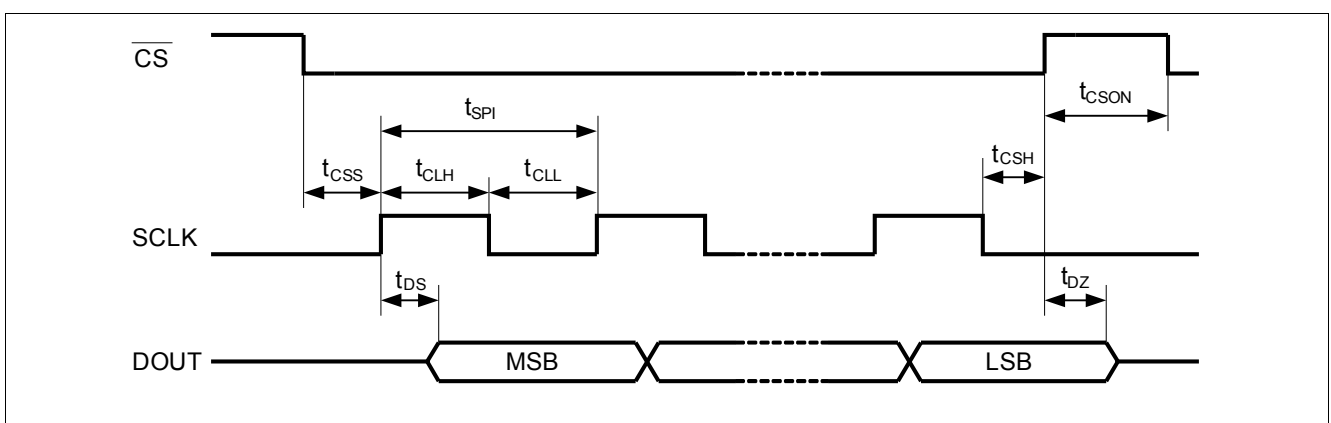 CS
tCSON
tSPI
tCSH
tCSS tCLH tCLL
SCLK
tDS tDZ
DOUT MSB LSB